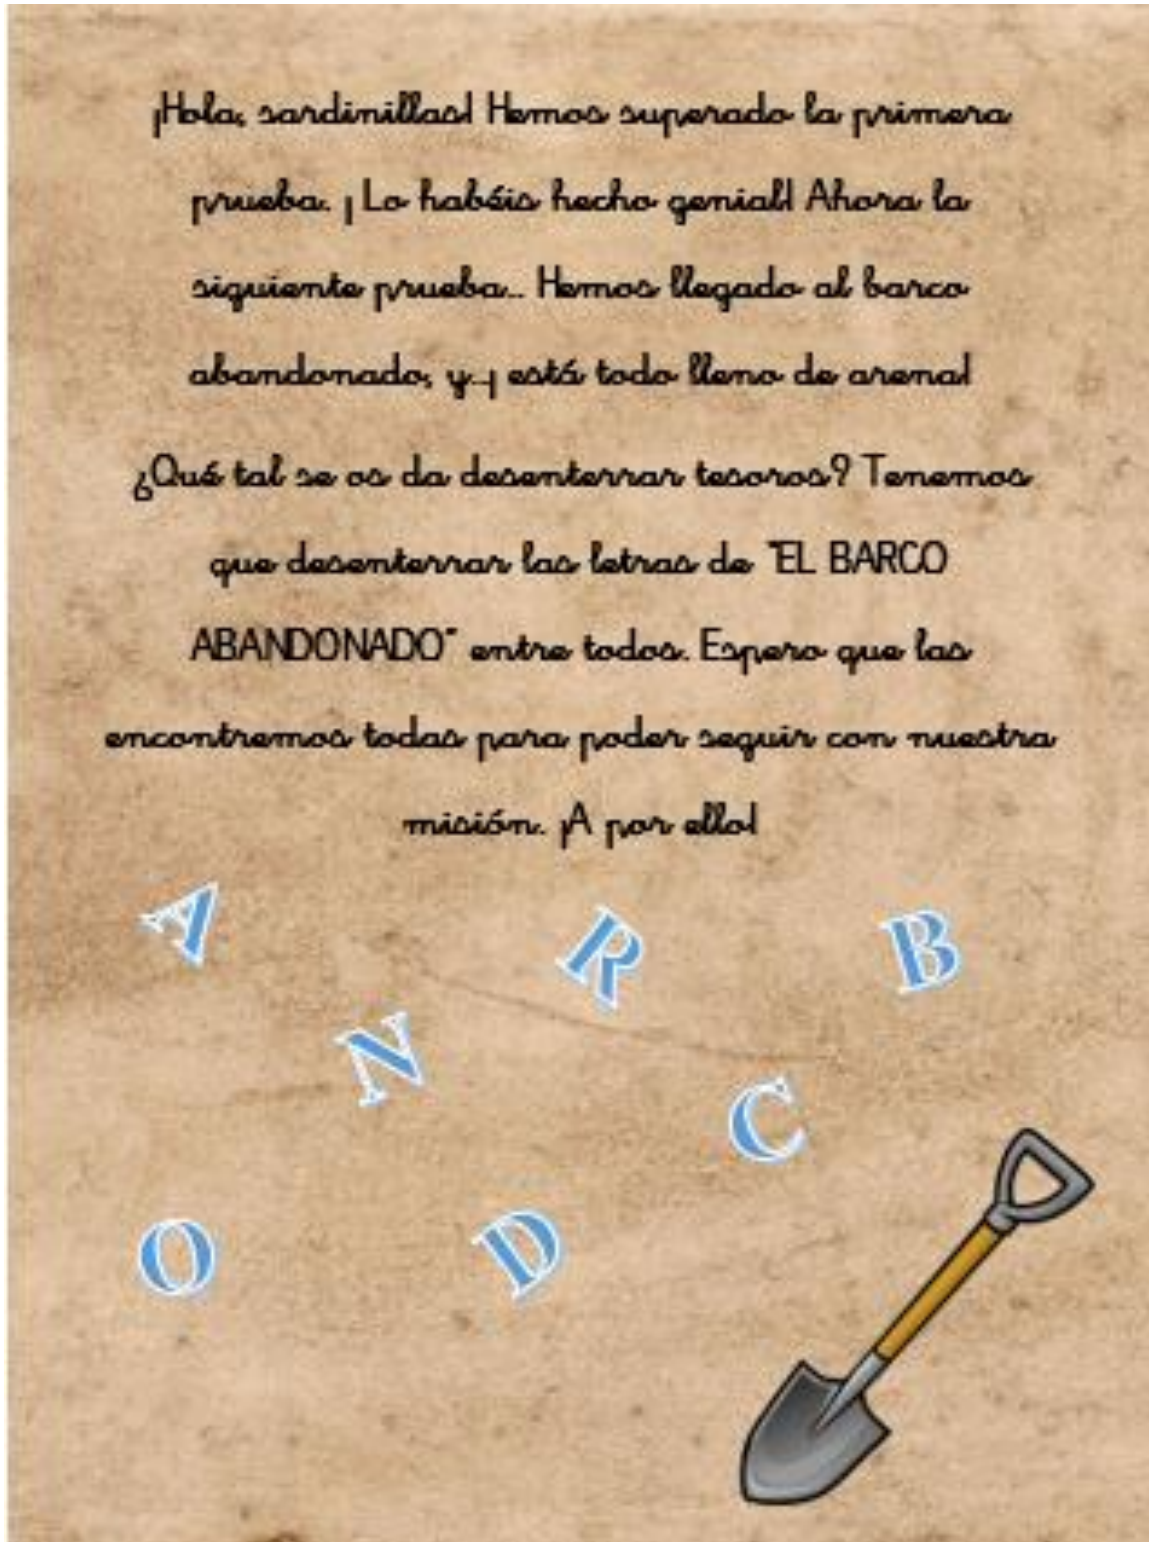 ¡Hola, sardinillas! Hemos superado la primera
prueba. ¡ Lo habéis hecho genial! Ahora la
siguiente prueba... Hemos llegado al barco
abandonado, y...¡ está todo lleno de arena!
¿Qué tal se os da desenterrar tesoros? Tenemos
que desenterrar las letras de "EL BARCO
ABANDONADO" entre todos. Espero que las
encontremos todas para poder seguir con nuestra
misión. ¡A por ello!
A
R
B
N
C
O
D